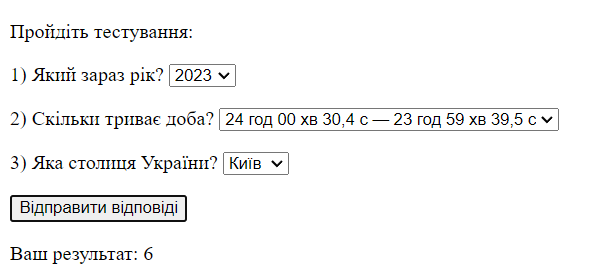 Пройдіть тестування:
1) Який зараз рік? 2023
2) Скільки триває доба? 24 год 00 хв 30,4 с — 23 год 59 хв 39,5 с
3) Яка столиця України? Київ
Відправити відповіді
Ваш результат: 6